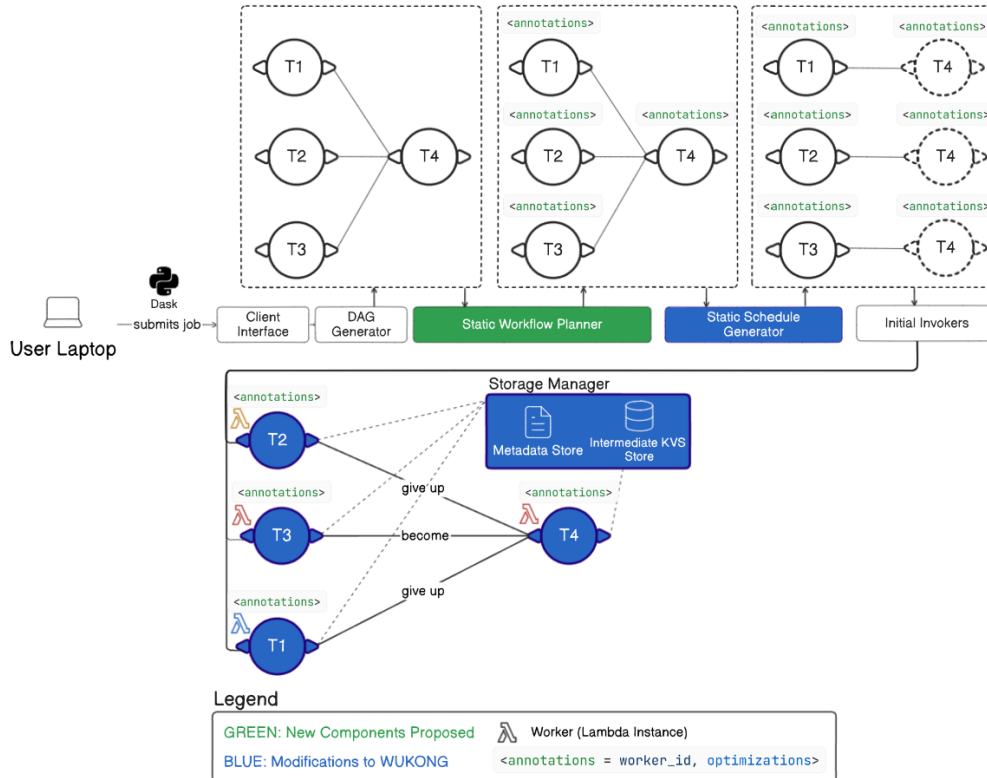 <annotations>
<annotations>
<annotations>
T1
T1
T1
T4
<annotations>
<annotations>
<annotations>
<annotations>
T2
T4
T2
T4
T2
T4
<annotations>
<annotations>
<annotations>
T3
T3
T3
T4
Dask
submits job
User Laptop
Client
Interface
DAG
Generator
Static Workflow Planner
Static Schedule
Generator
Initial Invokers
<annotations>
T2
Storage Manager
Metadata Store
Intermediate KVS
Store
give up
<annotations>
T3
become
<annotations>
T4
give up
<annotations>
T1
Legend
GREEN: New Components Proposed
Worker (Lambda Instance)
BLUE: Modifications to WUKONG
<annotations = worker_id, optimizations>